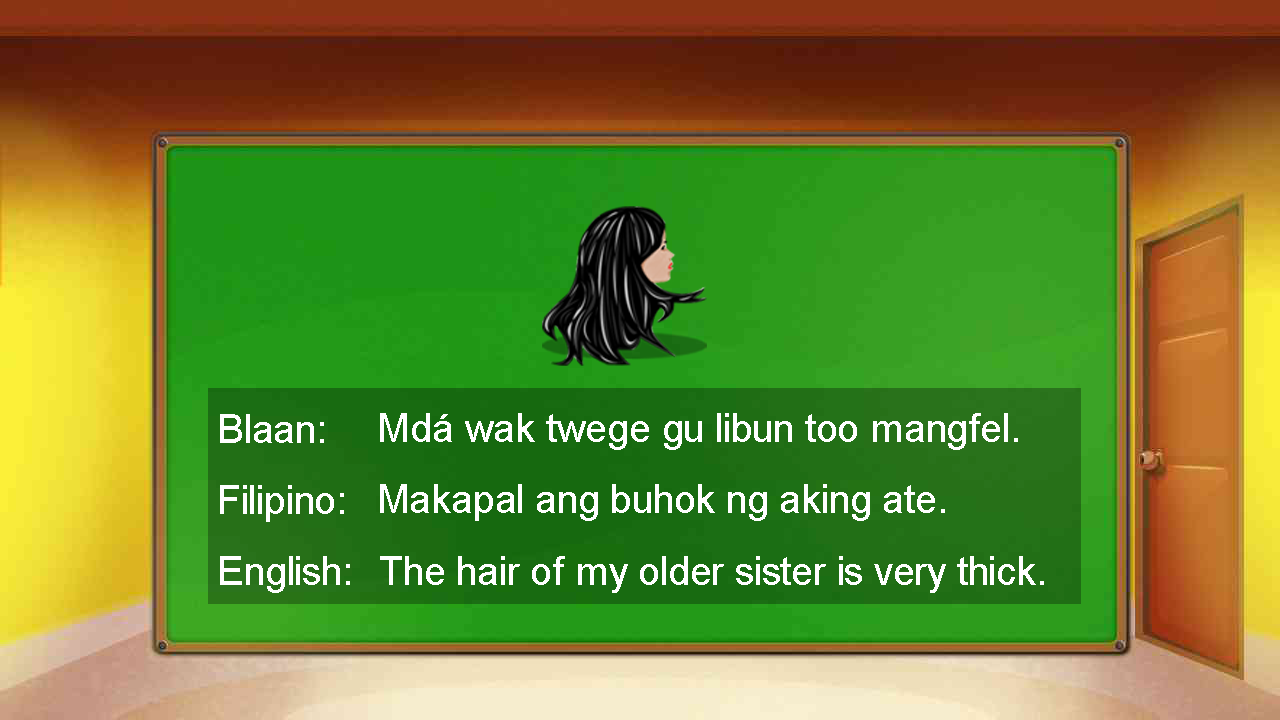 Blaan: Mdá wak twege gu libun too mangfel.
Filipino: Makapal ang buhok ng aking ate.
English: The hair of my older sister is very thick.